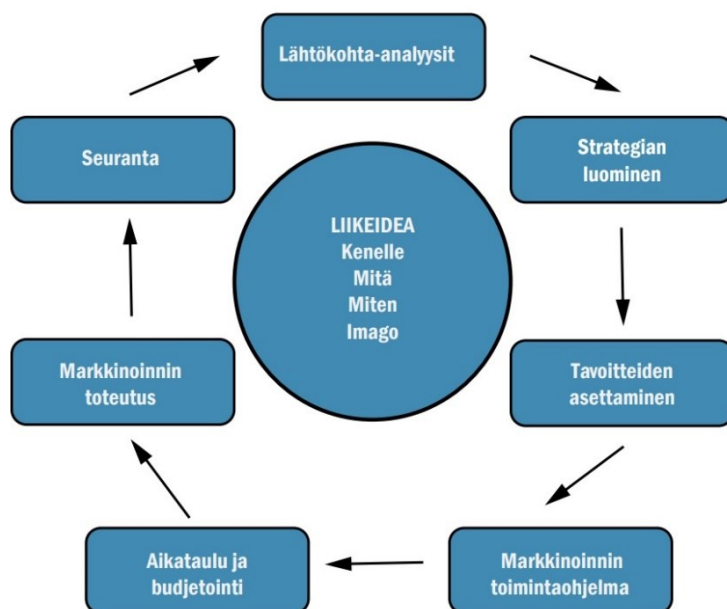 Lähtökohta-analyysit
Strategian
luominen
Tavoitteiden
asettaminen
Markkinoinnin
toimintaohjelma
Aikataulu ja
budjetointi
Markkinoinnin
toteutus
Seuranta
LIIKEIDEA
Kenelle
Mitä
Miten
Imago